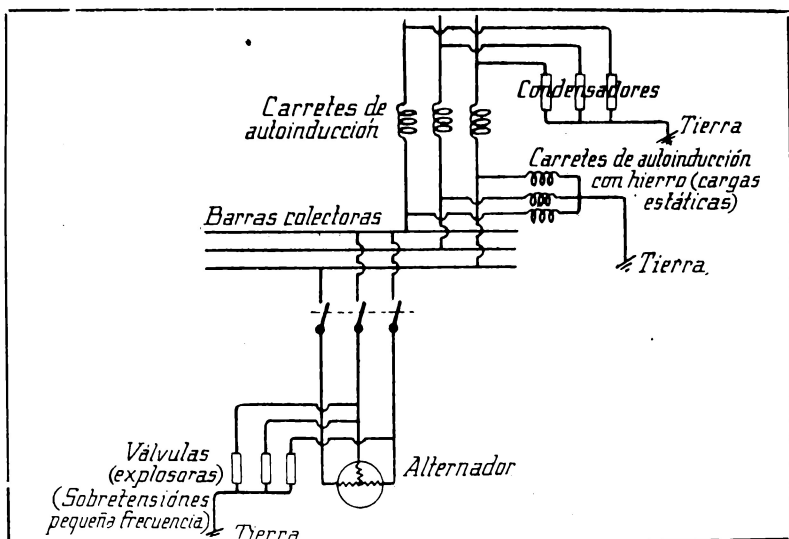 Condensadores
Carretes de
autoinducción
Tierra
Carretes de autoinducción
con hierro (cargas
estáticas)
Barras colectoras
Tierra.
Válvulas
(explosoras)
(Sobretensiónes
pequeña frecuencia)
Alternador
Tierra